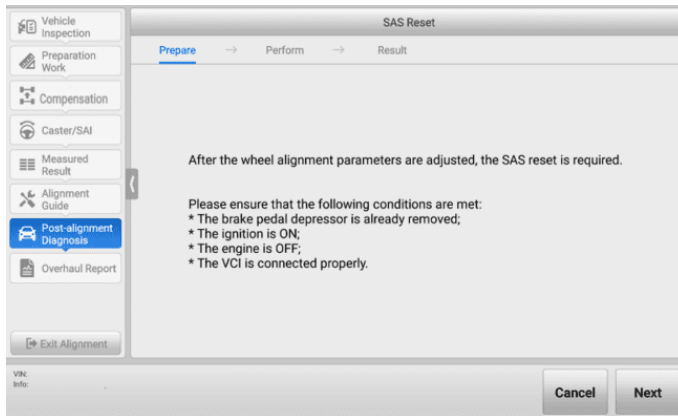 Vehicle
Inspection
Preparation
Work
Compensation
Caster/SAI
Measured
Result
Alignment
Guide
Post-alignment
Diagnosis
Overhaul Report
Exit Alignment
SAS Reset
Prepare → Perform → Result
After the wheel alignment parameters are adjusted, the SAS reset is required.
Please ensure that the following conditions are met:
* The brake pedal depressor is already removed;
* The ignition is ON;
* The engine is OFF;
* The VCI is connected properly.
VIN:
Info:
Cancel
Next